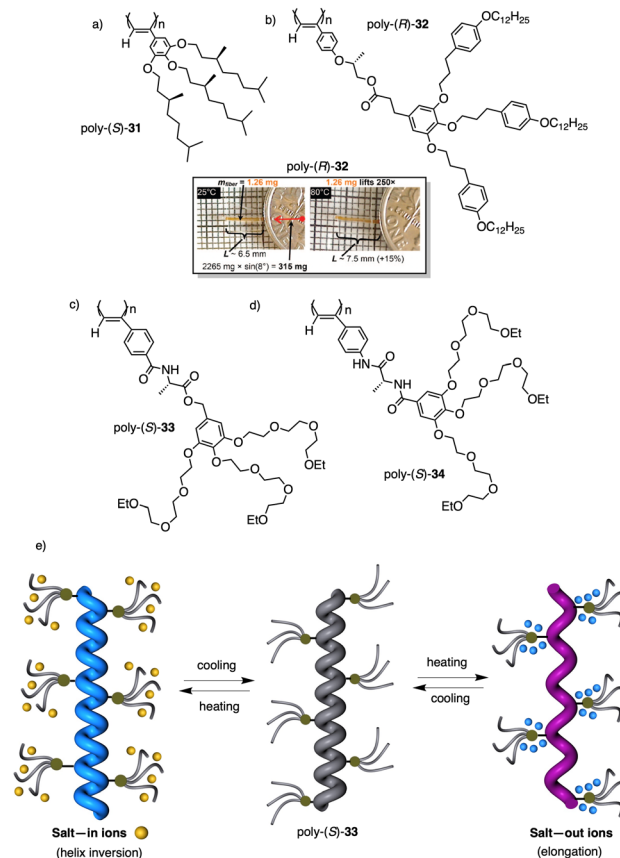 a)
( )n
H
O
O
O
poly-(S)-31
b)
poly-(R)-32
( )n
H
O
O
O
O
O
O
OC12H25
OC12H25
OC12H25
poly-(R)-32
25°C
mfiber = 1.26 mg
L ~ 6.5 mm
2265 mg × sin(8°) = 315 mg
80°C
1.26 mg lifts 250×
L ~ 7.5 mm (+15%)
c)
( )n
H
O
NH
O
O
poly-(S)-33
O
O
O
O
O
O
O
O
O
OEt
EtO
EtO
d)
( )n
H
HN
O
NH
O
poly-(S)-34
O
O
O
O
O
O
O
O
O
OEt
EtO
EtO
e)
cooling
heating
heating
cooling
Salt—in ions
(helix inversion)
poly-(S)-33
Salt—out ions
(elongation)